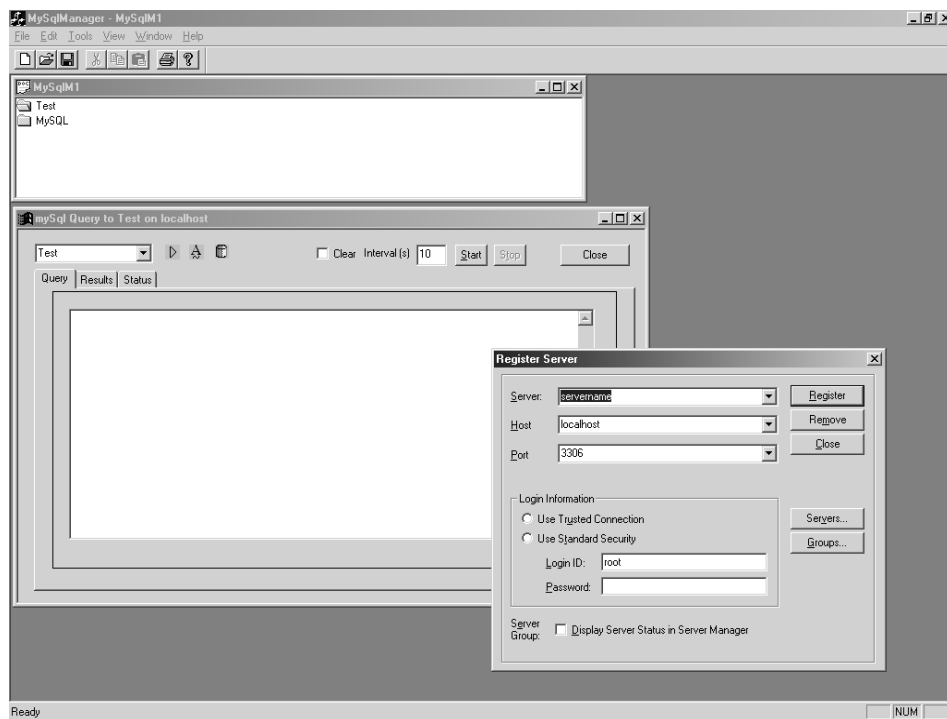 MySqlManager - MySqlM1
File Edit Tools View Window Help
MySqlM1
Test
MySQL
mySql Query to Test on localhost
Test Clear Interval (s) 10 Start Stop Close
Query Results Status
Register Server
Server: servername Register
Host localhost Remove
Port 3306 Close
Login Information
Use Trusted Connection Servers...
Use Standard Security Groups...
Login ID: root
Password:
Server Group: Display Server Status in Server Manager
Ready NUM